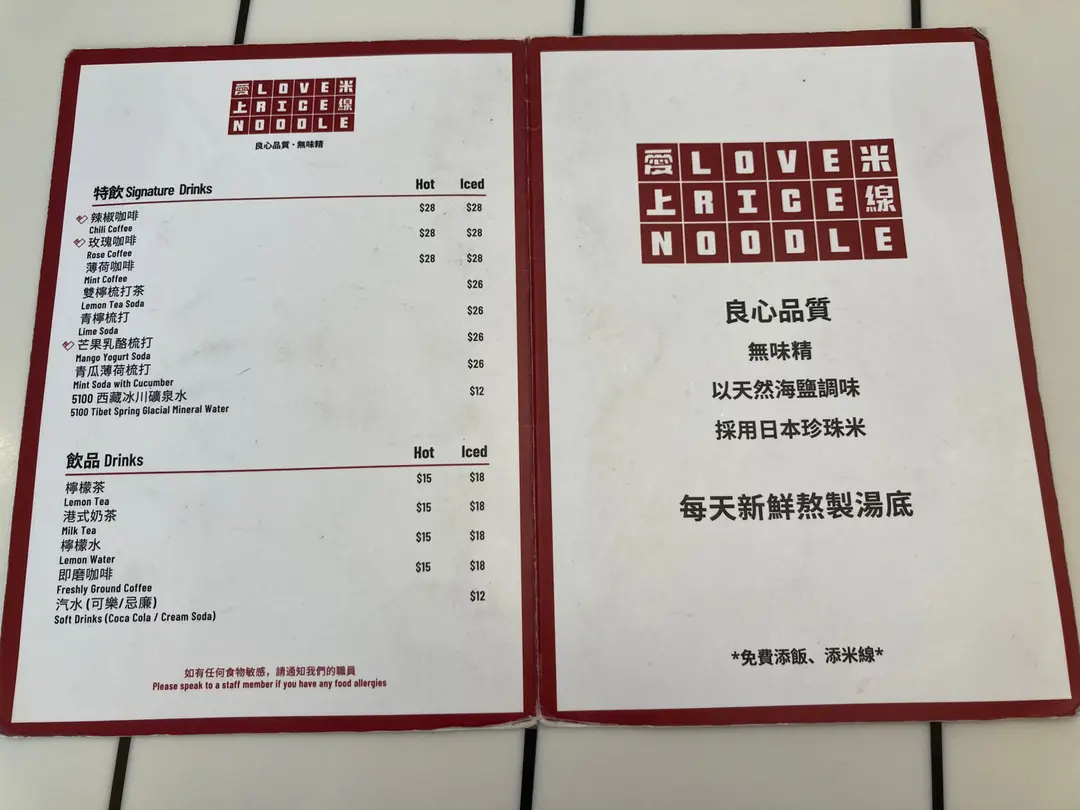 愛LOVE米
上RICE線
NOODLE
良心品質·無味精
特飲 Signature Drinks Hot Iced
辣椒咖啡 $28 $28
Chili Coffee
玫瑰咖啡 $28 $28
Rose Coffee
薄荷咖啡 $28 $28
Mint Coffee
雙檸梳打茶 $26
Lemon Tea Soda
青檸梳打 $26
Lime Soda
芒果乳酪梳打 $26
Mango Yogurt Soda
青瓜薄荷梳打 $26
Mint Soda with Cucumber
5100 西藏冰川礦泉水 $12
5100 Tibet Spring Glacial Mineral Water
飲品 Drinks Hot Iced
檸檬茶 $15 $18
Lemon Tea
港式奶茶 $15 $18
Milk Tea
檸檬水 $15 $18
Lemon Water
即磨咖啡 $15 $18
Freshly Ground Coffee
汽水 (可樂/忌廉) $12
Soft Drinks (Coca Cola / Cream Soda)
如有任何食物敏感，請通知我們的職員
Please speak to a staff member if you have any food allergies
愛LOVE米
上RICE線
NOODLE
良心品質
無味精
以天然海鹽調味
採用日本珍珠米
每天新鮮熬製湯底
*免費添飯、添米線*